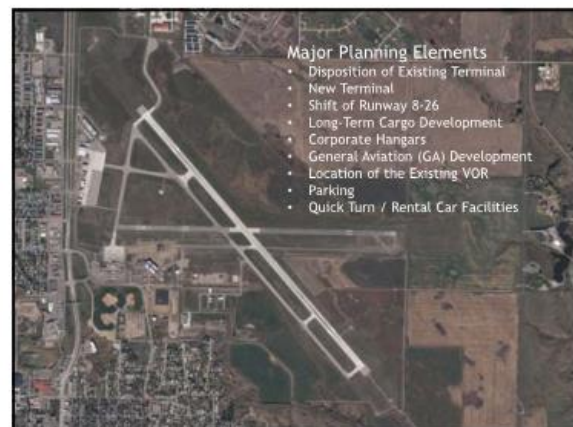 Major Planning Elements
• Disposition of Existing Terminal
• New Terminal
• Shift of Runway 8-26
• Long-Term Cargo Development
• Corporate Hangars
• General Aviation (GA) Development
• Location of the Existing VOR
• Parking
• Quick Turn / Rental Car Facilities